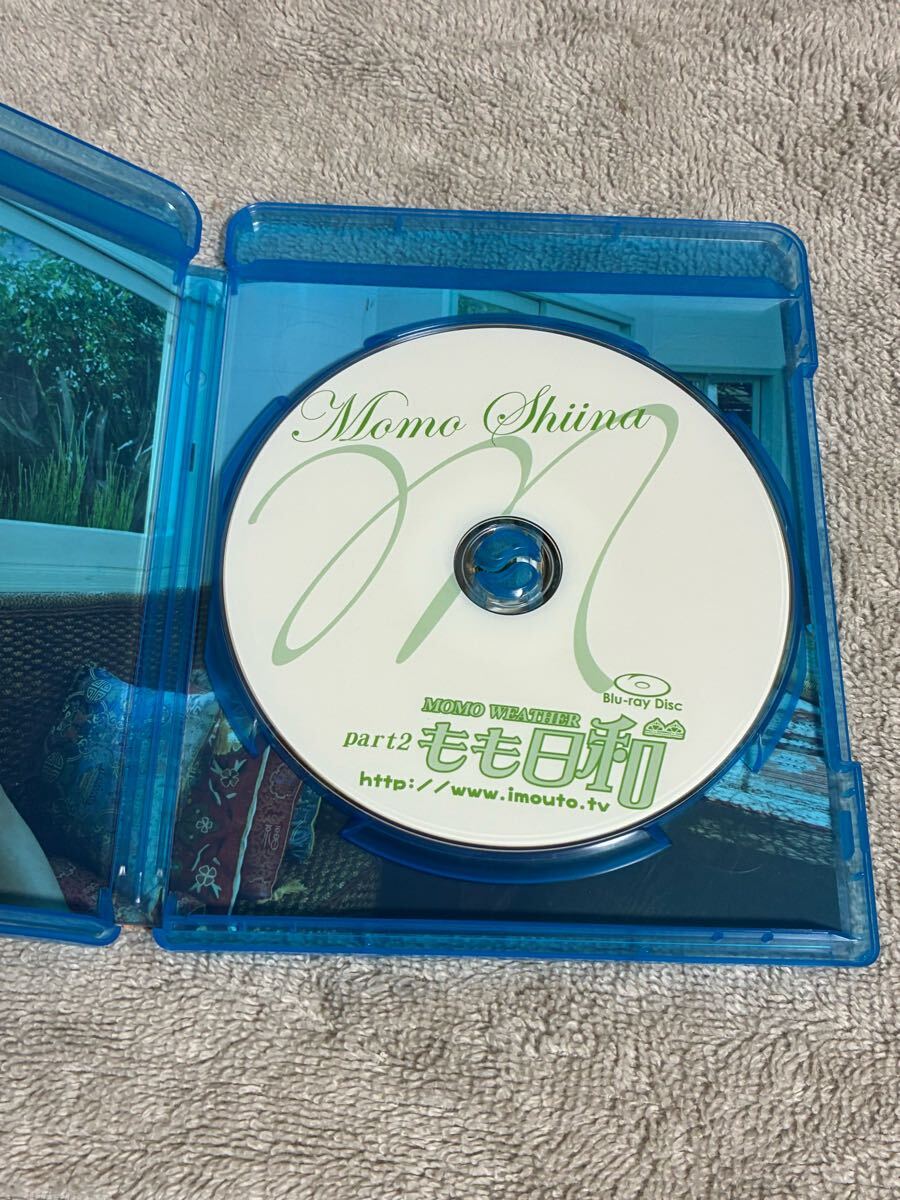 Momo Shiina
Blu-ray Disc
MOMO WEATHER
part2 もも日和
http://www.imouto.tv